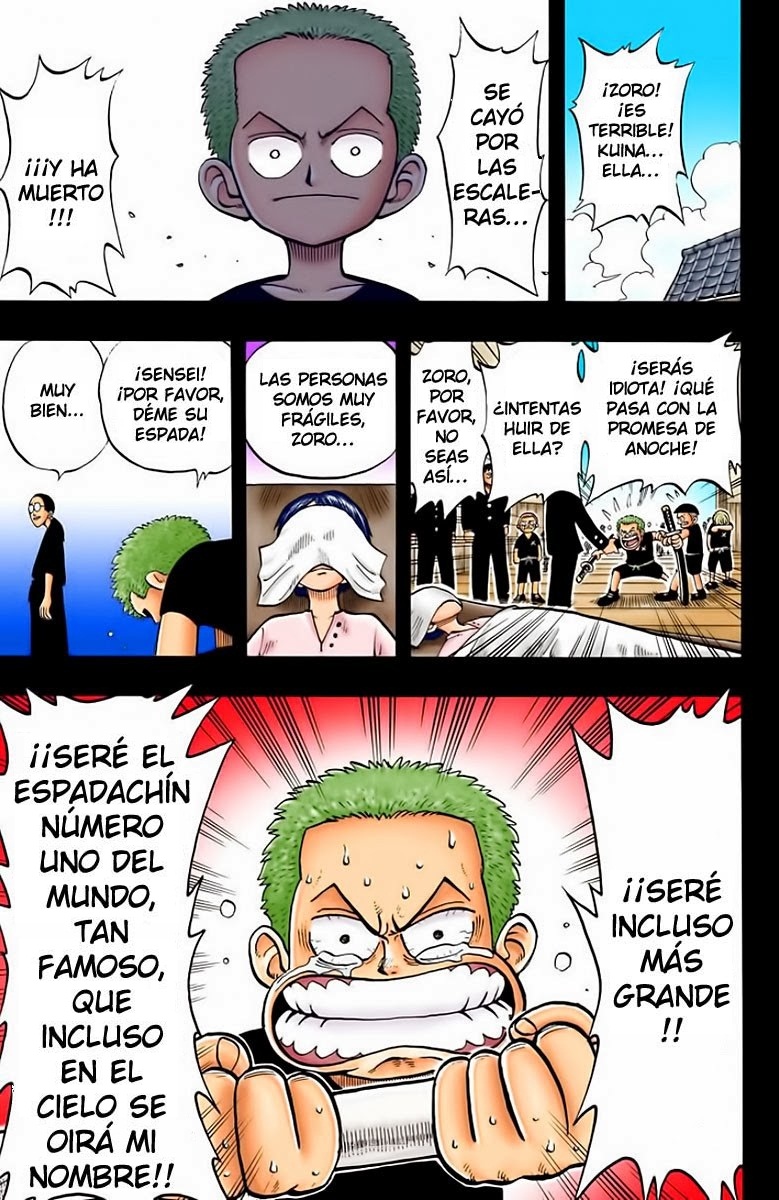 ¡ZORO!
¡ES
TERRIBLE!
KUINA...
ELLA...
SE
CAYÓ
POR
LAS
ESCALE-
RAS...
¡¡¡Y HA
MUERTO
!!!
¡SERÁS
IDIOTA! ¡QUÉ
PASA CON LA
PROMESA DE
ANOCHE!
¿INTENTAS
HUIR DE
ELLA?
ZORO,
POR
FAVOR,
NO
SEAS
ASÍ...
LAS PERSONAS
SOMOS MUY
FRÁGILES,
ZORO...
¡SENSEI!
¡POR FAVOR,
DÉME SU
ESPADA!
MUY
BIEN...
¡¡SERÉ
INCLUSO
MÁS
GRANDE
!!
¡¡SERÉ EL
ESPADACHÍN
NÚMERO
UNO DEL
MUNDO,
TAN
FAMOSO,
QUE
INCLUSO
EN EL
CIELO SE
OIRÁ MI
NOMBRE!!